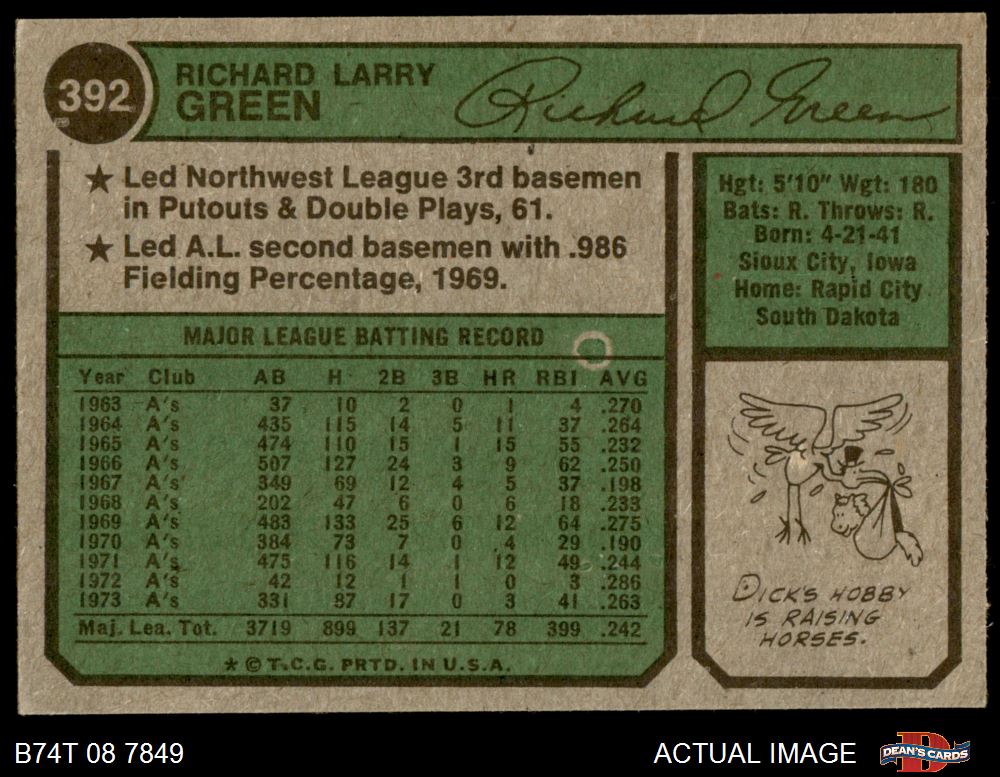 392
RICHARD LARRY
GREEN
Richard Green
★ Led Northwest League 3rd basemen
in Putouts & Double Plays, 61.
★ Led A.L. second basemen with .986
Fielding Percentage, 1969.
Hgt: 5'10" Wgt: 180
Bats: R. Throws: R.
Born: 4-21-41
Sioux City, Iowa
Home: Rapid City
South Dakota
MAJOR LEAGUE BATTING RECORD
Year Club AB H 2B 3B HR RBI AVG
1963 A's 37 10 2 0 1 4 .270
1964 A's 435 115 14 5 11 37 .264
1965 A's 474 110 15 1 15 55 .232
1966 A's 507 127 24 3 9 62 .250
1967 A's 349 69 12 4 5 37 .198
1968 A's 202 47 6 0 6 18 .233
1969 A's 483 133 25 6 12 64 .275
1970 A's 384 73 7 0 4 29 .190
1971 A's 475 116 14 1 12 49 .244
1972 A's 42 12 1 1 0 3 .286
1973 A's 331 87 17 0 3 41 .263
Maj. Lea. Tot. 3719 899 137 21 78 399 .242
★ © T.C.G. PRTD. IN U.S.A.
DICK'S HOBBY
IS RAISING
HORSES.
B74T 08 7849
ACTUAL IMAGE
D
DEAN'S CARDS